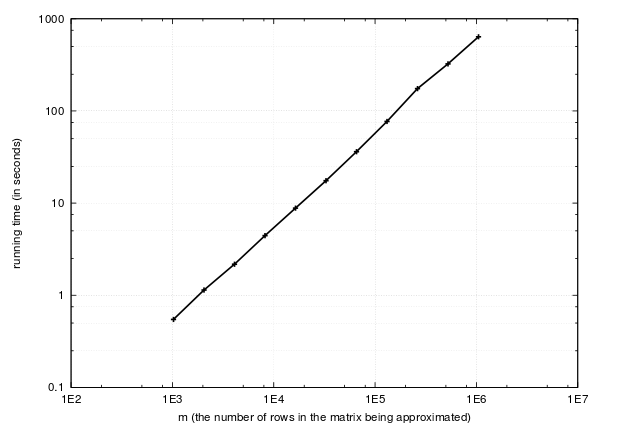 1000
100
10
1
0.1
running time (in seconds)
1E2 1E3 1E4 1E5 1E6 1E7
m (the number of rows in the matrix being approximated)